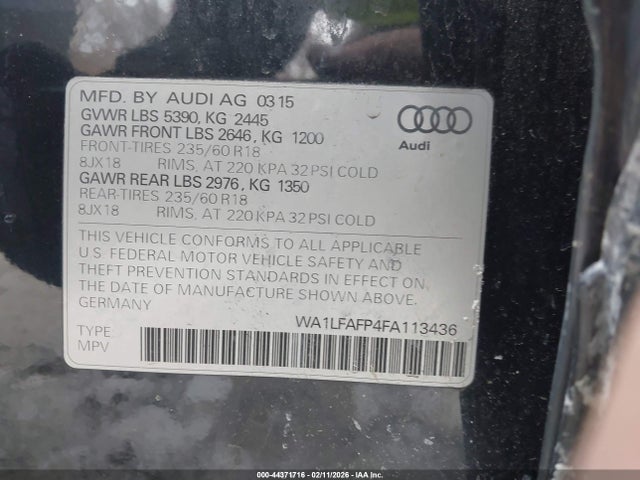 MFD. BY AUDI AG 03 15
GVWR LBS 5390, KG 2445
GAWR FRONT LBS 2646, KG 1200
FRONT-TIRES 235/60 R18
8JX18 RIMS, AT 220 KPA 32 PSI COLD
GAWR REAR LBS 2976, KG 1350
REAR-TIRES 235/60 R18
8JX18 RIMS, AT 220 KPA 32 PSI COLD
Audi
THIS VEHICLE CONFORMS TO ALL APPLICABLE
U.S. FEDERAL MOTOR VEHICLE SAFETY AND
THEFT PREVENTION STANDARDS IN EFFECT ON
THE DATE OF MANUFACTURE SHOWN ABOVE.
GERMANY
WA1LFAFP4FA113436
TYPE:
MPV
000-44371716 - 02/11/2026 - IAA Inc.